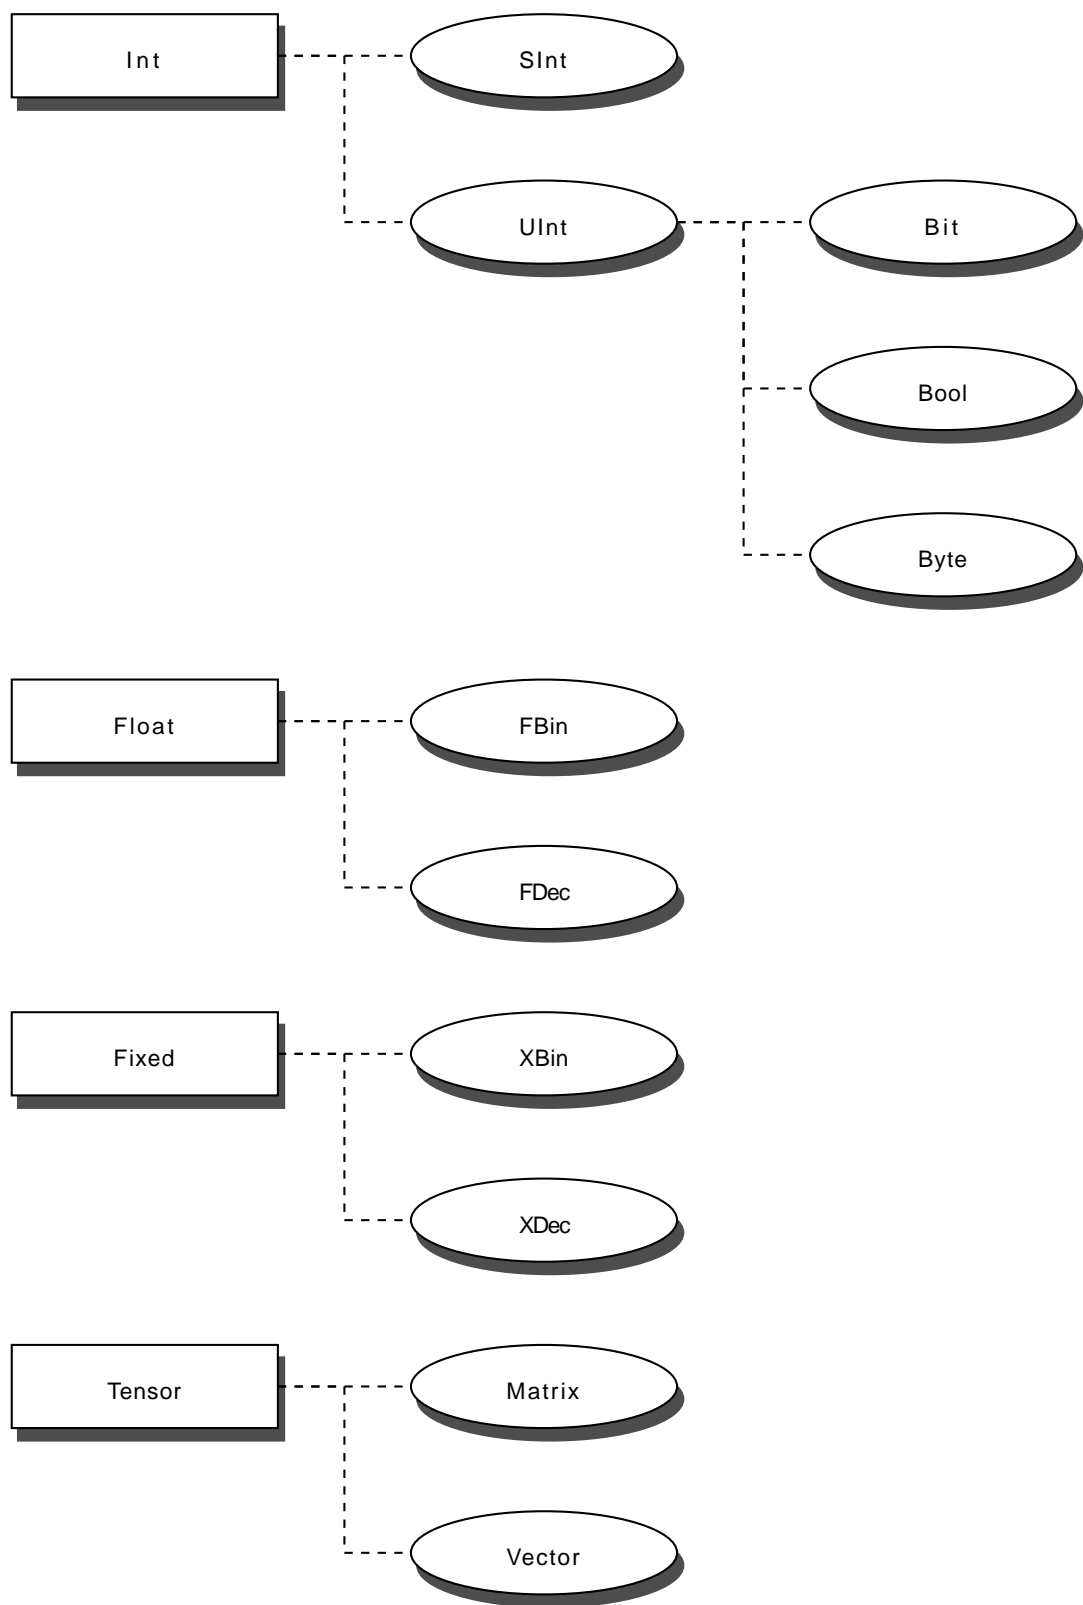 Int
SInt
UInt
Bit
Bool
Byte
Float
FBin
FDec
Fixed
XBin
XDec
Tensor
Matrix
Vector